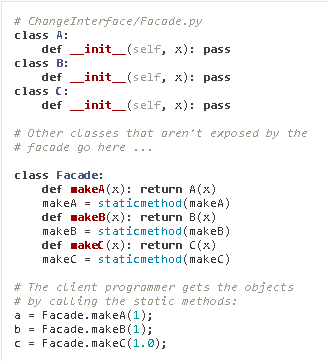 # ChangeInterface/Facade.py
class A:
    def __init__(self, x): pass
class B:
    def __init__(self, x): pass
class C:
    def __init__(self, x): pass

# Other classes that aren't exposed by the
# facade go here ...

class Facade:
    def makeA(x): return A(x)
    makeA = staticmethod(makeA)
    def makeB(x): return B(x)
    makeB = staticmethod(makeB)
    def makeC(x): return C(x)
    makeC = staticmethod(makeC)

# The client programmer gets the objects
# by calling the static methods:
a = Facade.makeA(1);
b = Facade.makeB(1);
c = Facade.makeC(1.0);